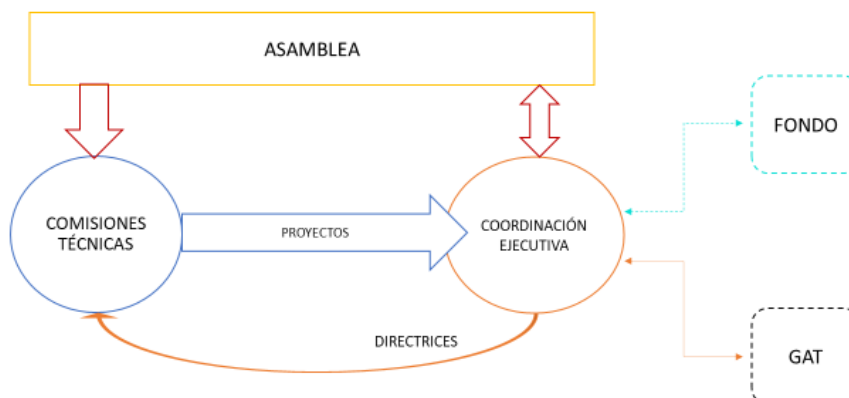 ASAMBLEA
FONDO
COMISIONES
TÉCNICAS
PROYECTOS
COORDINACIÓN
EJECUTIVA
DIRECTRICES
GAT